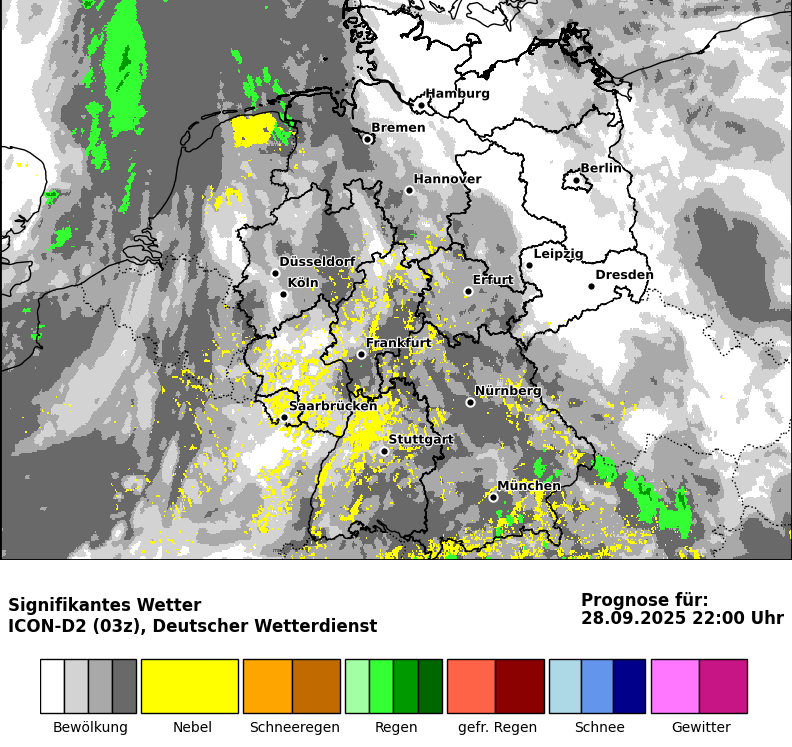 Hamburg
Bremen
Hannover
Berlin
Düsseldorf
Leipzig
Köln
Erfurt
Dresden
Frankfurt
Nürnberg
Saarbrücken
Stuttgart
München
Signifikantes Wetter
ICON-D2 (03z), Deutscher Wetterdienst
Prognose für:
28.09.2025 22:00 Uhr
Bewölkung Nebel Schneeregen Regen gefr. Regen Schnee Gewitter